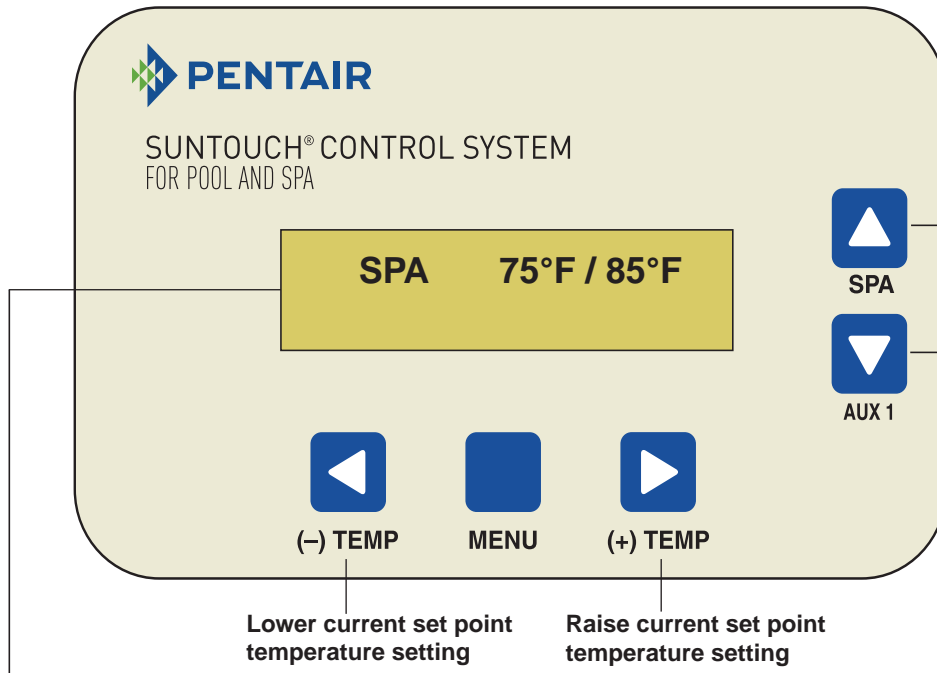 PENTAIR
SUNTOUCH® CONTROL SYSTEM
FOR POOL AND SPA
SPA 75°F / 85°F
SPA
AUX 1
(–) TEMP MENU (+) TEMP
Lower current set point
temperature setting
Raise current set point
temperature setting